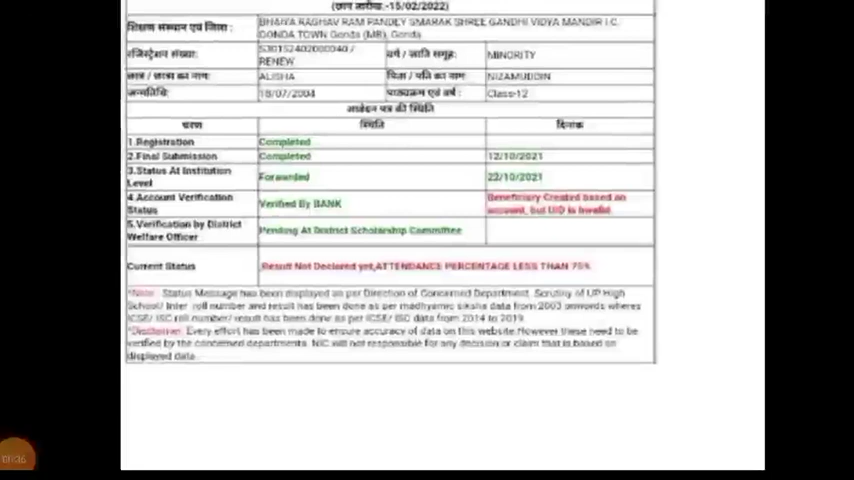 (छात्र तारीख.-15/02/2022)
शिक्षण संस्थान एवं जिला: BHAIYA RAGHAV RAM PANDEY SMARAK SHREE GANDHI VIDYA MANDIR I.C.
GONDA TOWN Gonda (MB), Gonda
रजिस्ट्रेशन संख्या: 530152402000040 / वर्ग / जाति समूह: MINORITY
RENEW
छात्र / छात्रा का नाम: ALISHA पिता / पति का नाम NIZAMUDDIN
जन्मतिथि: 18/07/2004 पाठ्यक्रम एवं वर्ष : Class-12
आवेदन पत्र की स्थिति
चरण स्थिति दिनांक
1.Registration Completed
2.Final Submission Completed 12/10/2021
3.Status At Institution Forwarded 22/10/2021
Level
4.Account Verification Verified By BANK Beneficiary Created based on
Status account, but UID is Invalid
5.Verification by District Pending At District Scholarship Committee
Welfare Officer
Current Status ,Result Not Declared yet,ATTENDANCE PERCENTAGE LESS THAN 75%
*Note : Status Message has been displayed as per Direction of Concerned Department. Scrutiny of UP High
School/ Inter roll number and result has been done as per madhyamic siksha data from 2003 onwords wheres
ICSE/ ISC roll number/ result has been done as per ICSE/ ISC data from 2014 to 2019.
*Disclaimer: Every effort has been made to ensure accuracy of data on this website.However these need to be
verified by the concerned departments. NIC will not responsible for any decision or claim that is based on
displayed data.